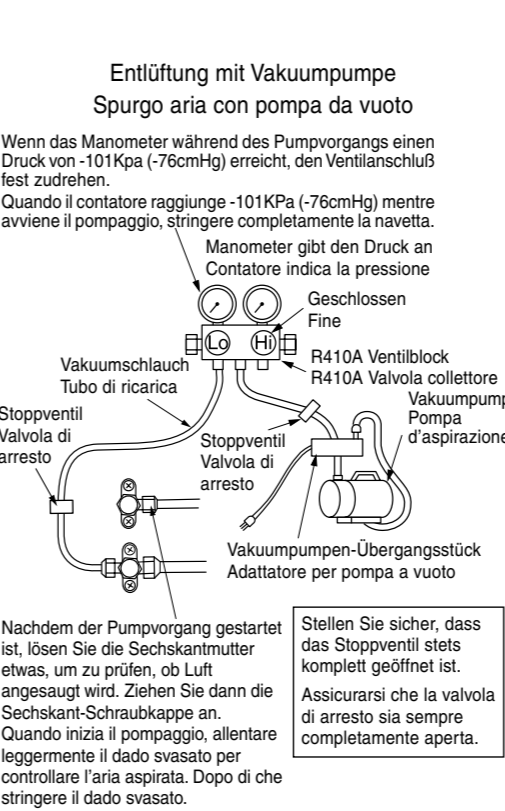 Entlüftung mit Vakuumpumpe
Spurgo aria con pompa da vuoto
Wenn das Manometer während des Pumpvorgangs einen
Druck von -101Kpa (-76cmHg) erreicht, den Ventilanschluß
fest zudrehen.
Quando il contatore raggiunge -101KPa (-76cmHg) mentre
avviene il pompaggio, stringere completamente la navetta.
Manometer gibt den Druck an
Contatore indica la pressione
Geschlossen
Fine
Lo
Hi
R410A Ventilblock
R410A Valvola collettore
Vakuumschlauch
Tubo di ricarica
Vakuumpump
Pompa
d'aspirazione
Stoppventil
Valvola di
arresto
Stoppventil
Valvola di
arresto
Vakuumpumpen-Übergangsstück
Adattatore per pompa a vuoto
Nachdem der Pumpvorgang gestartet
ist, lösen Sie die Sechskantmutter
etwas, um zu prüfen, ob Luft
angesaugt wird. Ziehen Sie dann die
Sechskant-Schraubkappe an.
Quando inizia il pompaggio, allentare
leggermente il dado svasato per
controllare l'aria aspirata. Dopo di che
stringere il dado svasato.
Stellen Sie sicher, dass
das Stoppventil stets
komplett geöffnet ist.
Assicurarsi che la valvola
di arresto sia sempre
completamente aperta.